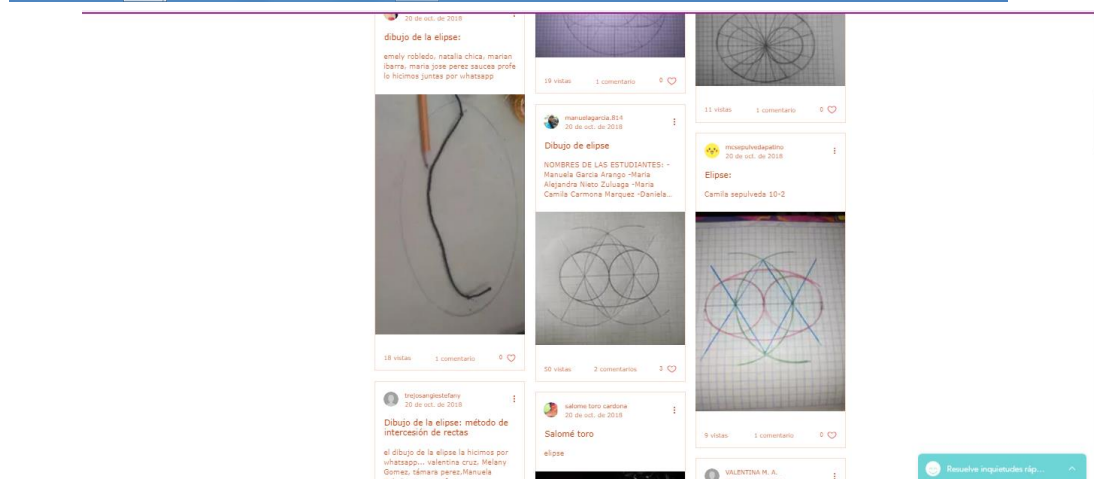 20 de oct. de 2018
dibujo de la elipse:
emely robledo, natalia chica, marian
ibarra, maria jose perez sauces profe
lo hicimos juntas por whatsapp
18 vistas 1 comentario 0
trejosangiestefany
20 de oct. de 2018
Dibujo de la elipse: método de
intercesión de rectas
el dibujo de la elipse la hicimos por
whatsapp... valentina cruz, Melany
Gomez, támara perez.Manuela
19 vistas 1 comentario 0
manuelagarcia.814
20 de oct. de 2018
Dibujo de elipse
NOMBRES DE LAS ESTUDIANTES: -
Manuela Garcia Arango -Maria
Alejandra Nieto Zuluaga -Maria
Camila Carmona Marquez -Daniela...
50 vistas 3 comentarios 3
salome toro cardona
20 de oct. de 2018
Salomé toro
elipse
11 vistas 1 comentario 0
mcsepulvedapatino
20 de oct. de 2018
Elipse:
Camila sepulveda 10-2
9 vistas 1 comentario 0
VALENTINA M. A.
Resuelve inquietudes ráp...